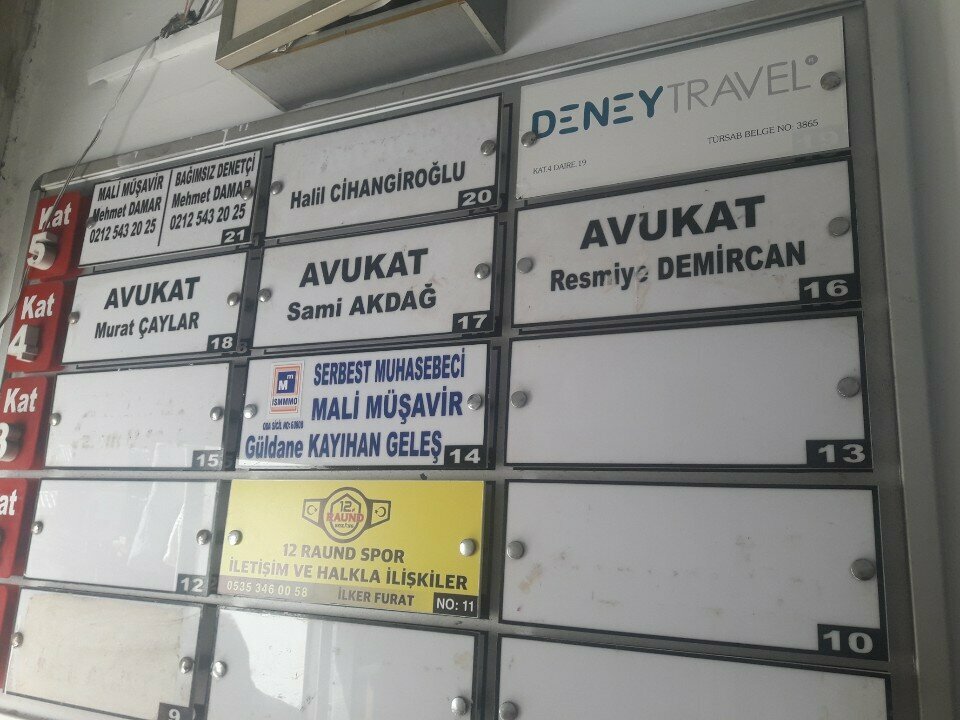 DENEYTRAVEL
TÜRSAB BELGE NO: 3865
KAT.4 DAİRE.19
Kat
5
MALİ MÜŞAVİR
Mehmet DAMAR
0212 543 20 25
BAĞIMSIZ DENETÇİ
Mehmet DAMAR
0212 543 20 25
21
Halil CİHANGİROĞLU
20
Kat
4
AVUKAT
Murat ÇAYLAR
18
AVUKAT
Sami AKDAĞ
17
AVUKAT
Resmiye DEMİRCAN
16
Kat
3
15
ISMMMO
SERBEST MUHASEBECİ
MALİ MÜŞAVİR
Güldane KAYIHAN GELEŞ
14
13
Kat
12
12.
RAUND
12 RAUND SPOR
İLETİŞİM VE HALKLA İLİŞKİLER
0535 346 00 58
İLKER FURAT
NO: 11
10
9